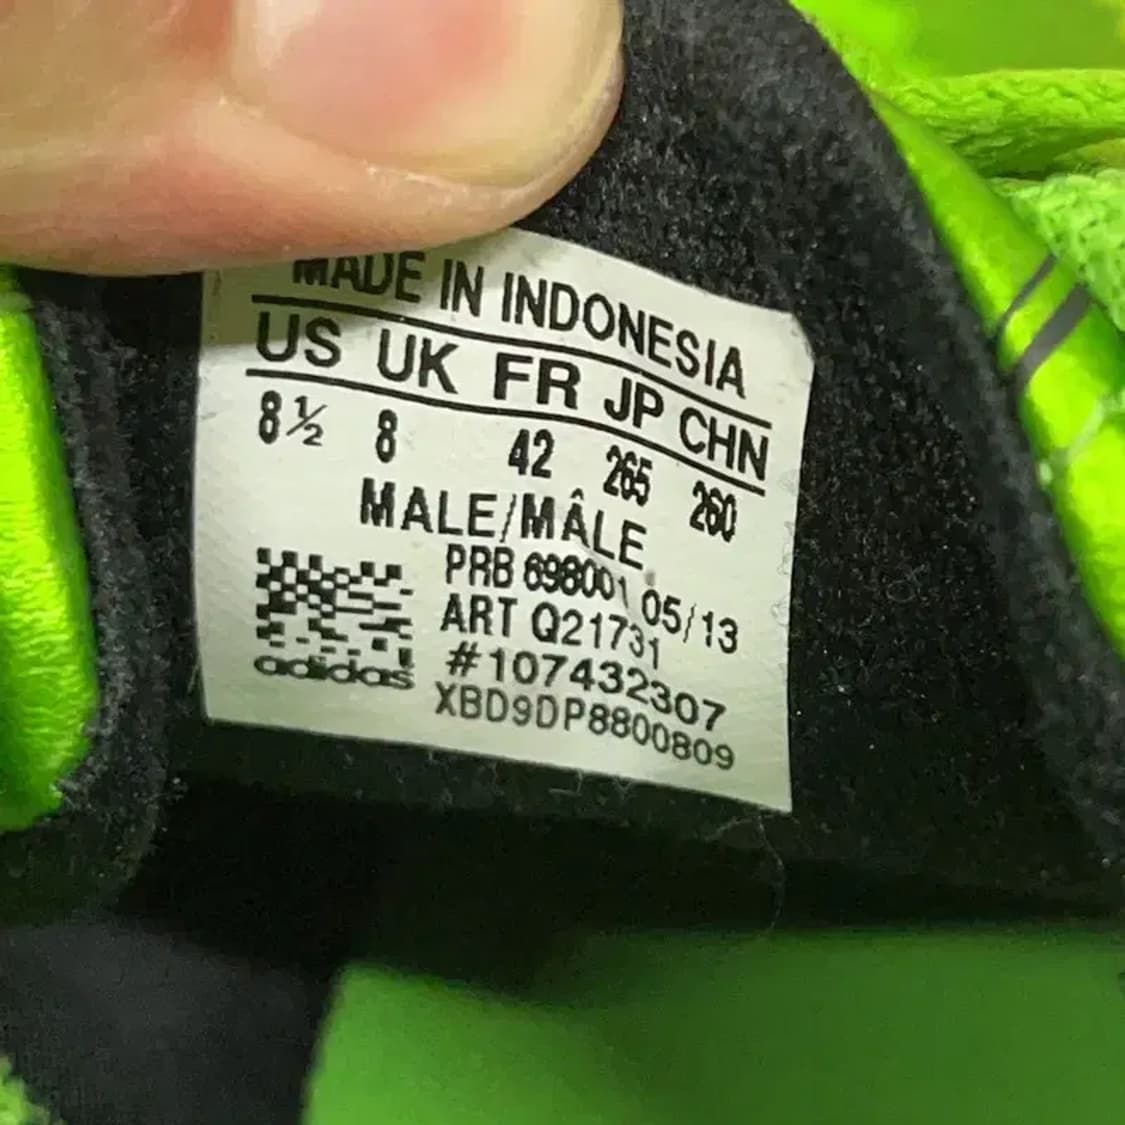 MADE IN INDONESIA
US UK FR JP CHN
8½ 8 42 265 260
MALE/MÂLE
PRB 698001 05/13
ART Q21731
#107432307
XBD9DP8800809
adidas